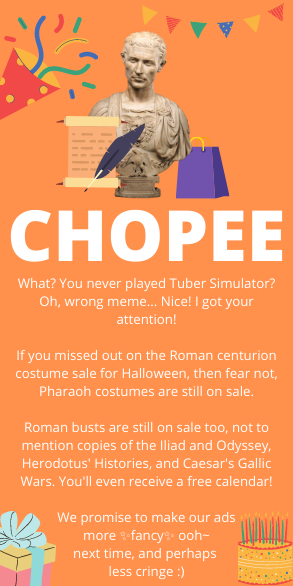 CHOPEE
What? You never played Tuber Simulator?
Oh, wrong meme... Nice! I got your
attention!
If you missed out on the Roman centurion
costume sale for Halloween, then fear not,
Pharaoh costumes are still on sale.
Roman busts are still on sale too, not to
mention copies of the Iliad and Odyssey,
Herodotus' Histories, and Caesar's Gallic
Wars. You'll even receive a free calendar!
We promise to make our ads
more ✨fancy✨ ooh~
next time, and perhaps
less cringe :)